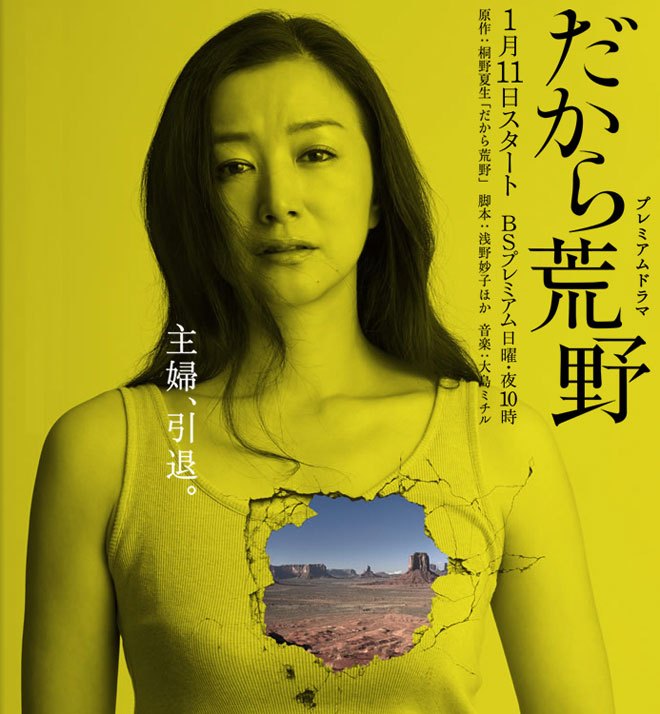 だから荒野
プレミアムドラマ
1月11日スタート BSプレミアム日曜・夜10時
原作：桐野夏生「だから荒野」 脚本：浅野妙子ほか 音楽：大島ミチル
主婦、引退。